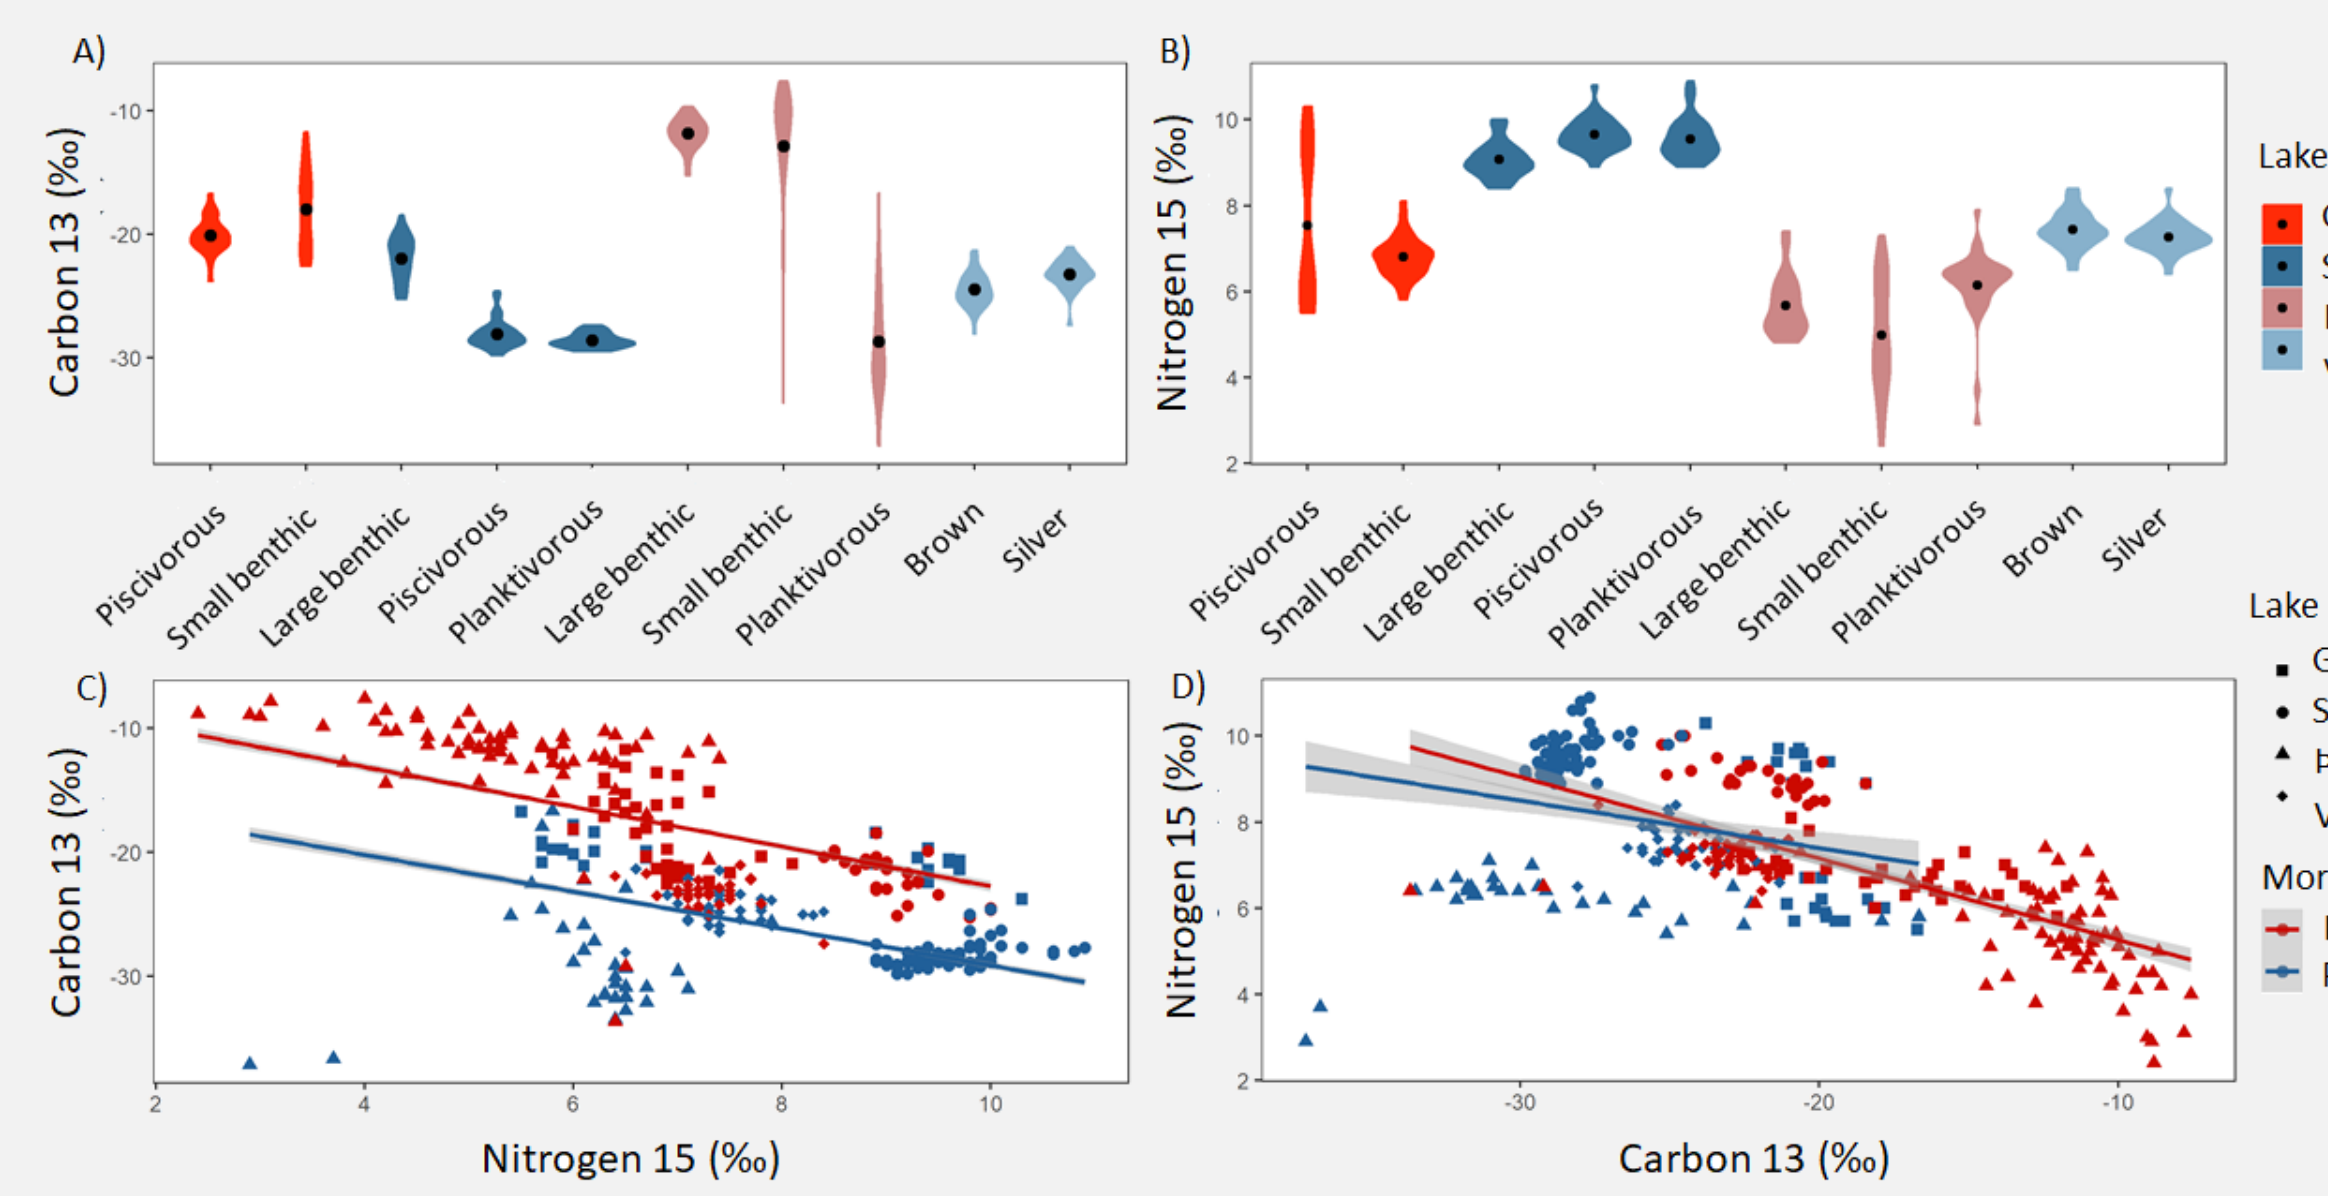 A)
Carbon 13 (‰)
-10
-20
-30
Piscivorous
Small benthic
Large benthic
Piscivorous
Planktivorous
Large benthic
Small benthic
Planktivorous
Brown
Silver
B)
Nitrogen 15 (‰)
10
8
6
4
2
Piscivorous
Small benthic
Large benthic
Piscivorous
Planktivorous
Large benthic
Small benthic
Planktivorous
Brown
Silver
Lake
C)
Carbon 13 (‰)
-10
-20
-30
2
4
6
8
10
Nitrogen 15 (‰)
D)
Nitrogen 15 (‰)
10
8
6
4
2
-30
-20
-10
Carbon 13 (‰)
Lake
G
S
Þ
V
Mor